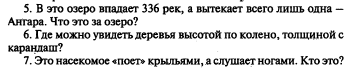 5. В это озеро впадает 336 рек, а вытекает всего лишь одна –
Ангара. Что это за озеро?
6. Где можно увидеть деревья высотой по колено, толщиной с
карандаш?
7. Это насекомое «поет» крыльями, а слушает ногами. Кто это?